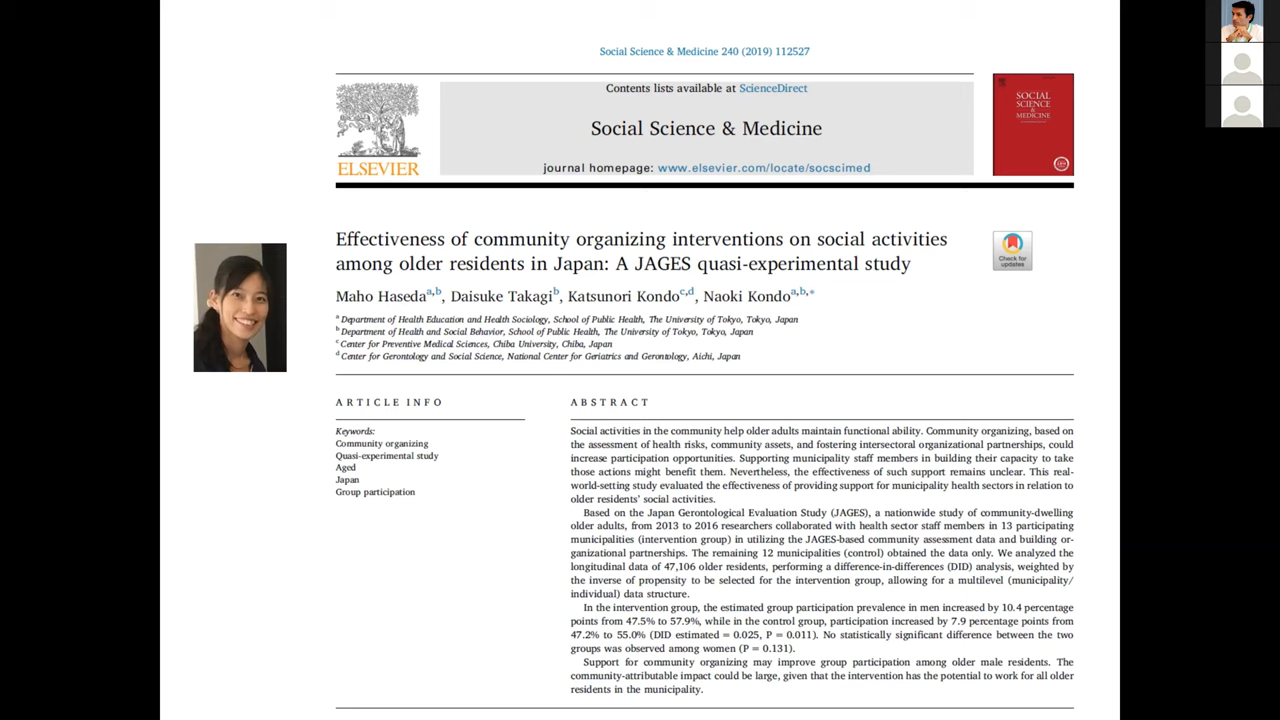 Social Science & Medicine 240 (2019) 112527
Contents lists available at ScienceDirect
Social Science & Medicine
journal homepage: www.elsevier.com/locate/socscimed
ELSEVIER
SOCIAL
SCIENCE
&
MEDICINE
Effectiveness of community organizing interventions on social activities
among older residents in Japan: A JAGES quasi-experimental study
Check for
updates
Maho Haseda a,b, Daisuke Takagi b, Katsunori Kondo c,d, Naoki Kondo a,b,*
a Department of Health Education and Health Sociology, School of Public Health, The University of Tokyo, Tokyo, Japan
b Department of Health and Social Behavior, School of Public Health, The University of Tokyo, Tokyo, Japan
c Center for Preventive Medical Sciences, Chiba University, Chiba, Japan
d Center for Gerontology and Social Science, National Center for Geriatrics and Gerontology, Aichi, Japan
ARTICLE INFO
Keywords:
Community organizing
Quasi-experimental study
Aged
Japan
Group participation
ABSTRACT
Social activities in the community help older adults maintain functional ability. Community organizing, based on
the assessment of health risks, community assets, and fostering intersectoral organizational partnerships, could
increase participation opportunities. Supporting municipality staff members in building their capacity to take
those actions might benefit them. Nevertheless, the effectiveness of such support remains unclear. This real-
world-setting study evaluated the effectiveness of providing support for municipality health sectors in relation to
older residents' social activities.
Based on the Japan Gerontological Evaluation Study (JAGES), a nationwide study of community-dwelling
older adults, from 2013 to 2016 researchers collaborated with health sector staff members in 13 participating
municipalities (intervention group) in utilizing the JAGES-based community assessment data and building or-
ganizational partnerships. The remaining 12 municipalities (control) obtained the data only. We analyzed the
longitudinal data of 47,106 older residents, performing a difference-in-differences (DID) analysis, weighted by
the inverse of propensity to be selected for the intervention group, allowing for a multilevel (municipality/
individual) data structure.
In the intervention group, the estimated group participation prevalence in men increased by 10.4 percentage
points from 47.5% to 57.9%, while in the control group, participation increased by 7.9 percentage points from
47.2% to 55.0% (DID estimated = 0.025, P = 0.011). No statistically significant difference between the two
groups was observed among women (P = 0.131).
Support for community organizing may improve group participation among older male residents. The
community-attributable impact could be large, given that the intervention has the potential to work for all older
residents in the municipality.